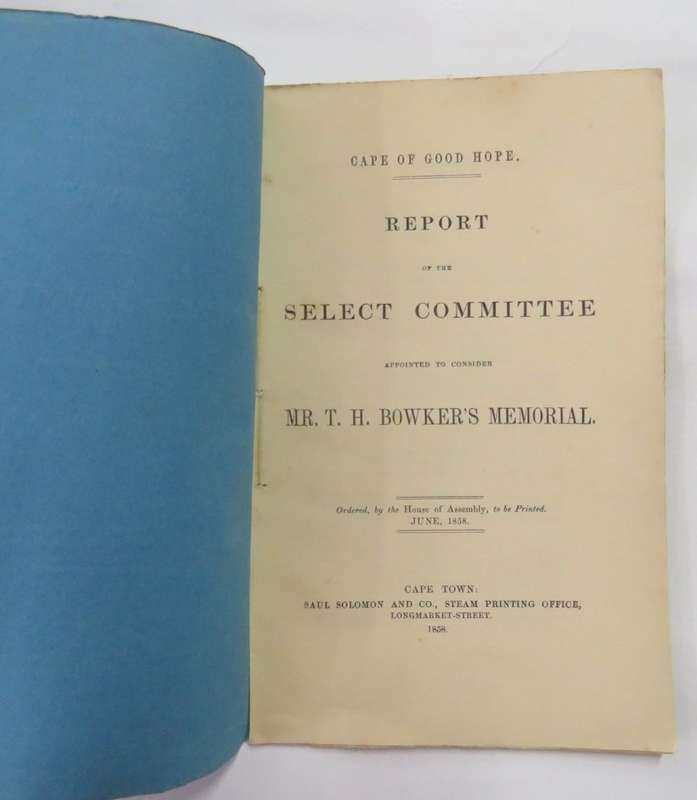 CAPE OF GOOD HOPE.
REPORT
OF THE
SELECT COMMITTEE
APPOINTED TO CONSIDER
MR. T. H. BOWKER'S MEMORIAL.
Ordered, by the House of Assembly, to be Printed.
JUNE, 1858.
CAPE TOWN:
SAUL SOLOMON AND CO., STEAM PRINTING OFFICE,
LONGMARKET-STREET.
1858.